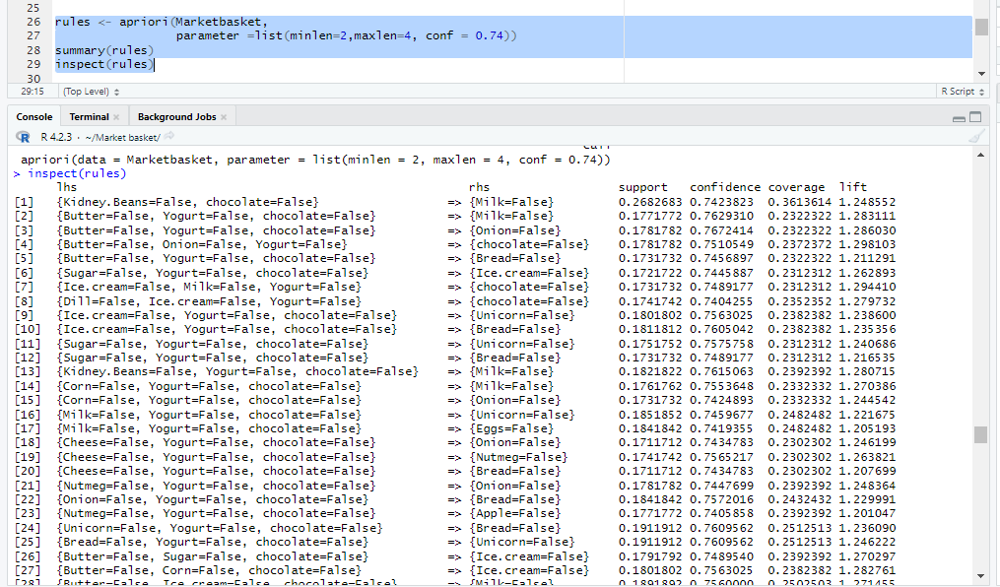 25
26 rules <- apriori(Marketbasket,
27 parameter =list(minlen=2,maxlen=4, conf = 0.74))
28 summary(rules)
29 inspect(rules)
30
29:15 (Top Level) R Script
Console Terminal Background Jobs
R 4.2.3 · ~/Market basket/
apriori(data = Marketbasket, parameter = list(minlen = 2, maxlen = 4, conf = 0.74))
> inspect(rules)
lhs rhs support confidence coverage lift
[1] {Kidney.Beans=False, chocolate=False} => {Milk=False} 0.2682683 0.7423823 0.3613614 1.248552
[2] {Butter=False, Yogurt=False, chocolate=False} => {Milk=False} 0.1771772 0.7629310 0.2322322 1.283111
[3] {Butter=False, Yogurt=False, chocolate=False} => {Onion=False} 0.1781782 0.7672414 0.2322322 1.286030
[4] {Butter=False, Onion=False, Yogurt=False} => {chocolate=False} 0.1781782 0.7510549 0.2372372 1.298103
[5] {Butter=False, Yogurt=False, chocolate=False} => {Bread=False} 0.1731732 0.7456897 0.2322322 1.211291
[6] {Sugar=False, Yogurt=False, chocolate=False} => {Ice.cream=False} 0.1721722 0.7445887 0.2312312 1.262893
[7] {Ice.cream=False, Milk=False, Yogurt=False} => {chocolate=False} 0.1731732 0.7489177 0.2312312 1.294410
[8] {Dill=False, Ice.cream=False, Yogurt=False} => {chocolate=False} 0.1741742 0.7404255 0.2352352 1.279732
[9] {Ice.cream=False, Yogurt=False, chocolate=False} => {Unicorn=False} 0.1801802 0.7563025 0.2382382 1.238600
[10] {Ice.cream=False, Yogurt=False, chocolate=False} => {Bread=False} 0.1811812 0.7605042 0.2382382 1.235356
[11] {Sugar=False, Yogurt=False, chocolate=False} => {Unicorn=False} 0.1751752 0.7575758 0.2312312 1.240686
[12] {Sugar=False, Yogurt=False, chocolate=False} => {Bread=False} 0.1731732 0.7489177 0.2312312 1.216535
[13] {Kidney.Beans=False, Yogurt=False, chocolate=False} => {Milk=False} 0.1821822 0.7615063 0.2392392 1.280715
[14] {Corn=False, Yogurt=False, chocolate=False} => {Milk=False} 0.1761762 0.7553648 0.2332332 1.270386
[15] {Corn=False, Yogurt=False, chocolate=False} => {Onion=False} 0.1731732 0.7424893 0.2332332 1.244542
[16] {Milk=False, Yogurt=False, chocolate=False} => {Unicorn=False} 0.1851852 0.7459677 0.2482482 1.221675
[17] {Milk=False, Yogurt=False, chocolate=False} => {Eggs=False} 0.1841842 0.7419355 0.2482482 1.205193
[18] {Cheese=False, Yogurt=False, chocolate=False} => {Onion=False} 0.1711712 0.7434783 0.2302302 1.246199
[19] {Cheese=False, Yogurt=False, chocolate=False} => {Nutmeg=False} 0.1741742 0.7565217 0.2302302 1.263821
[20] {Cheese=False, Yogurt=False, chocolate=False} => {Bread=False} 0.1711712 0.7434783 0.2302302 1.207699
[21] {Nutmeg=False, Yogurt=False, chocolate=False} => {Onion=False} 0.1781782 0.7447699 0.2392392 1.248364
[22] {Onion=False, Yogurt=False, chocolate=False} => {Bread=False} 0.1841842 0.7572016 0.2432432 1.229991
[23] {Nutmeg=False, Yogurt=False, chocolate=False} => {Apple=False} 0.1771772 0.7405858 0.2392392 1.201047
[24] {Unicorn=False, Yogurt=False, chocolate=False} => {Bread=False} 0.1911912 0.7609562 0.2512513 1.236090
[25] {Bread=False, Yogurt=False, chocolate=False} => {Unicorn=False} 0.1911912 0.7609562 0.2512513 1.246222
[26] {Butter=False, Sugar=False, chocolate=False} => {Ice.cream=False} 0.1791792 0.7489540 0.2392392 1.270297
[27] {Butter=False, Corn=False, chocolate=False} => {Ice.cream=False} 0.1801802 0.7563025 0.2382382 1.282761
[28] {Butter=False, Ice.cream=False, chocolate=False} => {Milk=False} 0.1891892 0.7560000 0.2502503 1.271455